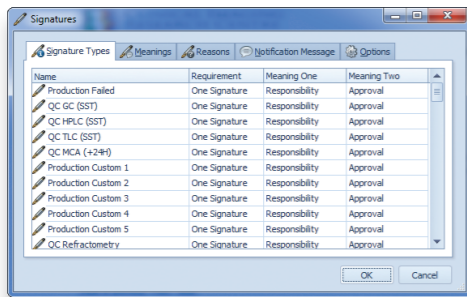 Signatures
Signature Types Meanings Reasons Notification Message Options
Name Requirement Meaning One Meaning Two
Production Failed One Signature Responsibility Approval
QC GC (SST) One Signature Responsibility Approval
QC HPLC (SST) One Signature Responsibility Approval
QC TLC (SST) One Signature Responsibility Approval
QC MCA (+24H) One Signature Responsibility Approval
Production Custom 1 One Signature Responsibility Approval
Production Custom 2 One Signature Responsibility Approval
Production Custom 3 One Signature Responsibility Approval
Production Custom 4 One Signature Responsibility Approval
Production Custom 5 One Signature Responsibility Approval
QC Refractometry One Signature Responsibility Approval
OK Cancel